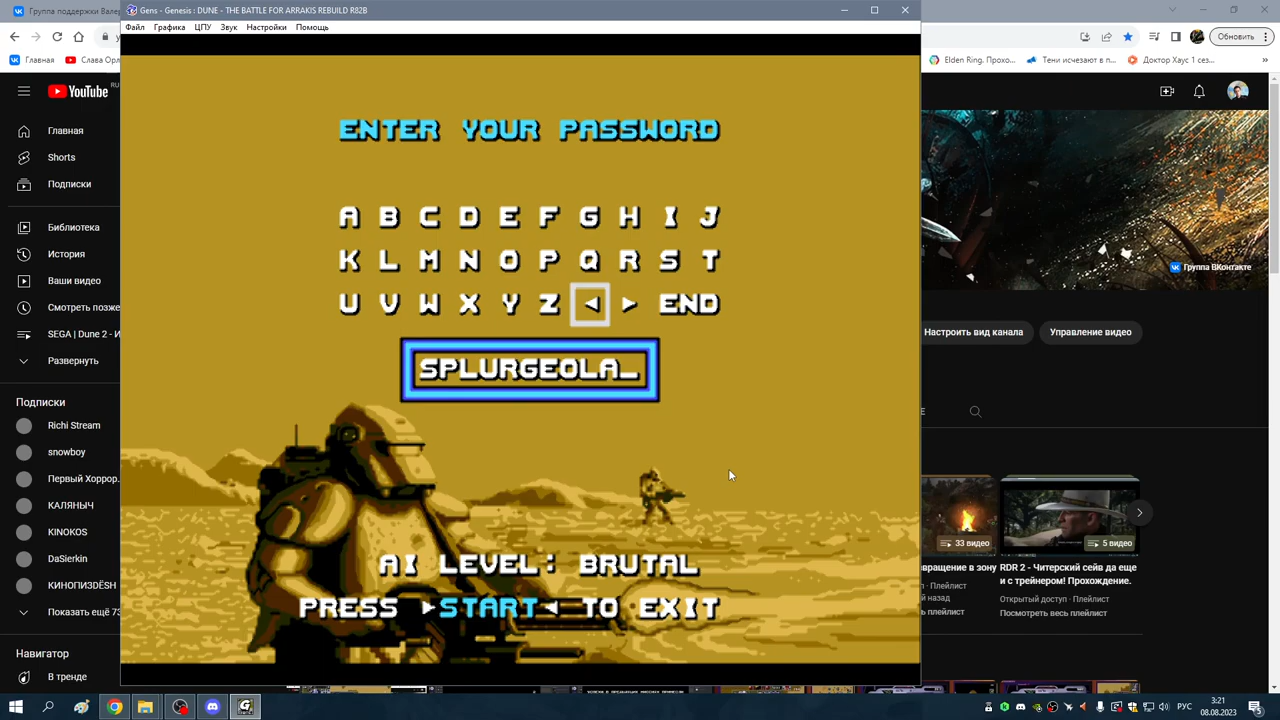 Группа поддержки Валер
Gens - Genesis : DUNE - THE BATTLE FOR ARRAKIS REBUILD R82B
Файл Графика ЦПУ Звук Настройки Помощь
Обновить
Главная
Слава Орл
Elden Ring. Прохо...
Тени исчезают в п...
Доктор Хаус 1 сез...
YouTube
RU
Главная
Shorts
Подписки
Библиотека
История
Ваши видео
Смотреть позже
SEGA | Dune 2 - И
Развернуть
Подписки
Richi Stream
snowboy
Первый Хоррор.
КАЛЯНЫЧ
KINOKOS
DaSierkin
КИНОПИЗДЁЖ
Показать ещё 73
Навигатор
В тренде
ENTER YOUR PASSWORD
A B C D E F G H I J
K L M N O P Q R S T
U V W X Y Z ◄ ► END
SPLURGEOLA_
AI LEVEL: BRUTAL
PRESS ►START◄ TO EXIT
Группа ВКонтакте
Настроить вид канала
Управление видео
33 видео
5 видео
звращение в зону
RDR 2 - Читерский сейв да еще
и с трейнером! Прохождение.
Открытый доступ · Плейлист
Посмотреть весь плейлист
РУС
3:21
08.08.2023